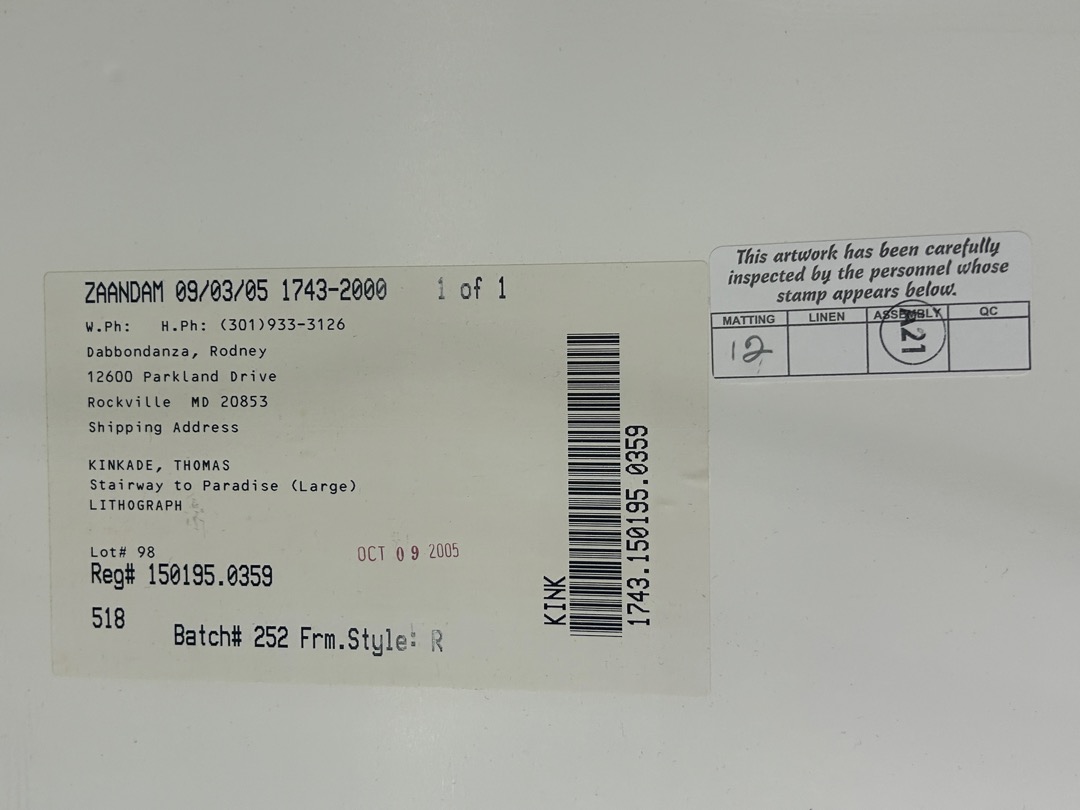 ZAANDAM 09/03/05 1743-2000 1 of 1
W.Ph: H.Ph: (301)933-3126
Dabbondanza, Rodney
12600 Parkland Drive
Rockville MD 20853
Shipping Address
KINKADE, THOMAS
Stairway to Paradise (Large)
LITHOGRAPH
Lot# 98
OCT 09 2005
Reg# 150195.0359
518
Batch# 252 Frm.Style: R
KINK
1743.150195.0359
This artwork has been carefully
inspected by the personnel whose
stamp appears below.
MATTING LINEN ASSEMBLY QC
12 A21